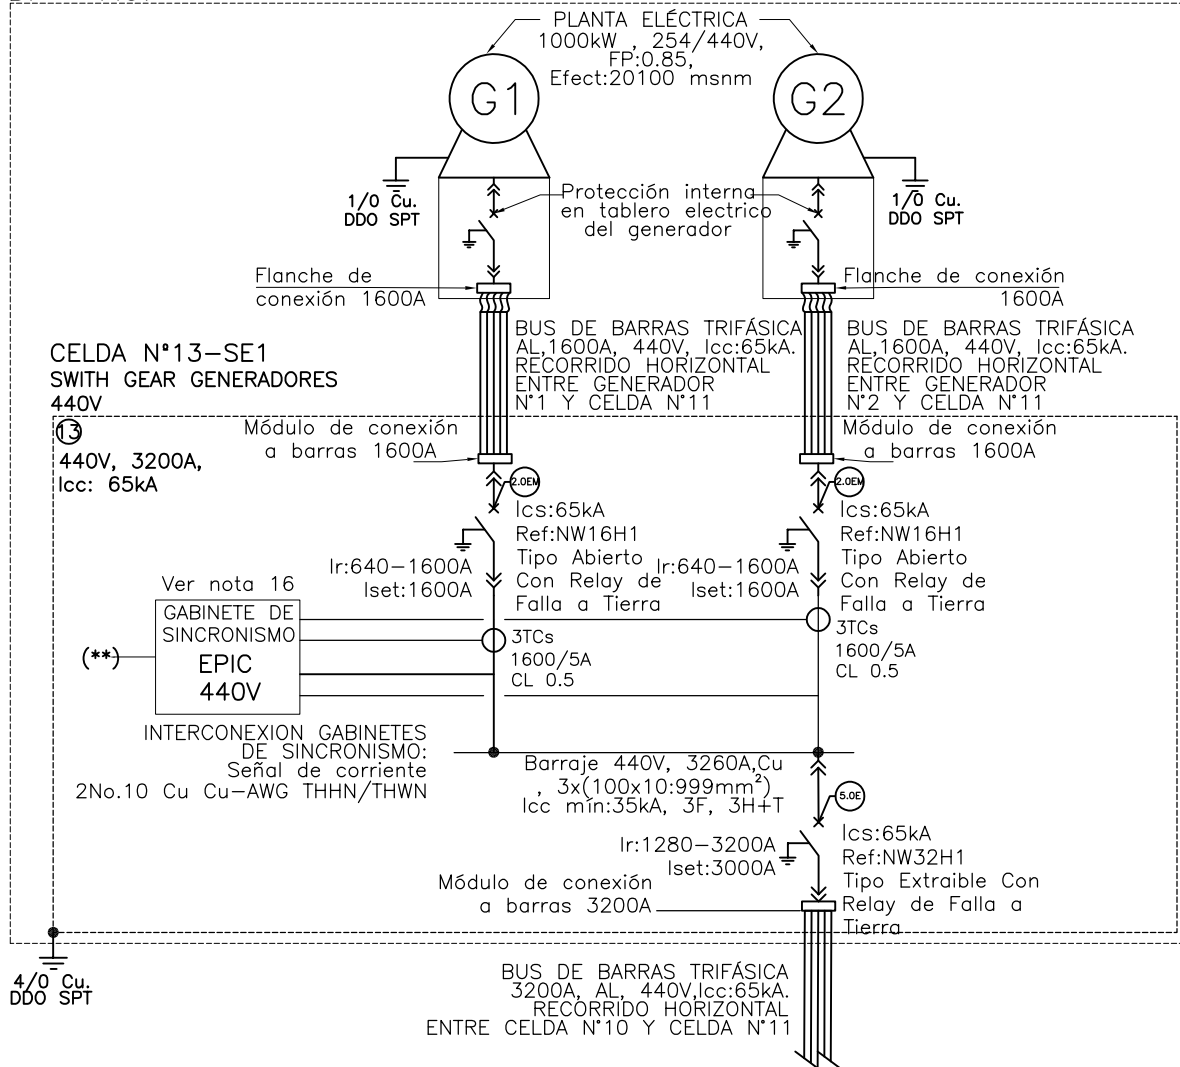 PLANTA ELÉCTRICA
1000kW , 254/440V,
FP:0.85,
Efect:20100 msnm
G1
G2
1/0 Cu.
DDO SPT
Protección interna
en tablero electrico
del generador
1/0 Cu.
DDO SPT
Flanche de
conexión 1600A
Flanche de conexión
1600A
BUS DE BARRAS TRIFÁSICA
AL,1600A, 440V, Icc:65kA.
RECORRIDO HORIZONTAL
ENTRE GENERADOR
N°1 Y CELDA N°11
BUS DE BARRAS TRIFÁSICA
AL,1600A, 440V, Icc:65kA.
RECORRIDO HORIZONTAL
ENTRE GENERADOR
N°2 Y CELDA N°11
CELDA N°13-SE1
SWITH GEAR GENERADORES
440V
13
440V, 3200A,
Icc: 65kA
Módulo de conexión
a barras 1600A
Módulo de conexión
a barras 1600A
2.0EM
2.0EM
Ics:65kA
Ref:NW16H1
Tipo Abierto
Con Relay de
Falla a Tierra
Ir:640-1600A
Iset:1600A
Ics:65kA
Ref:NW16H1
Tipo Abierto
Con Relay de
Falla a Tierra
Ir:640-1600A
Iset:1600A
Ver nota 16
GABINETE DE
SINCRONISMO
EPIC
440V
(**)
3TCs
1600/5A
CL 0.5
3TCs
1600/5A
CL 0.5
INTERCONEXION GABINETES
DE SINCRONISMO:
Señal de corriente
2No.10 Cu Cu-AWG THHN/THWN
Barraje 440V, 3260A,Cu
, 3x(100x10:999mm²)
Icc mín:35kA, 3F, 3H+T
5.0E
Ir:1280-3200A
Iset:3000A
Ics:65kA
Ref:NW32H1
Tipo Extraible Con
Relay de Falla a
Tierra
Módulo de conexión
a barras 3200A
4/0 Cu.
DDO SPT
BUS DE BARRAS TRIFÁSICA
3200A, AL, 440V,Icc:65kA.
RECORRIDO HORIZONTAL
ENTRE CELDA N°10 Y CELDA N°11